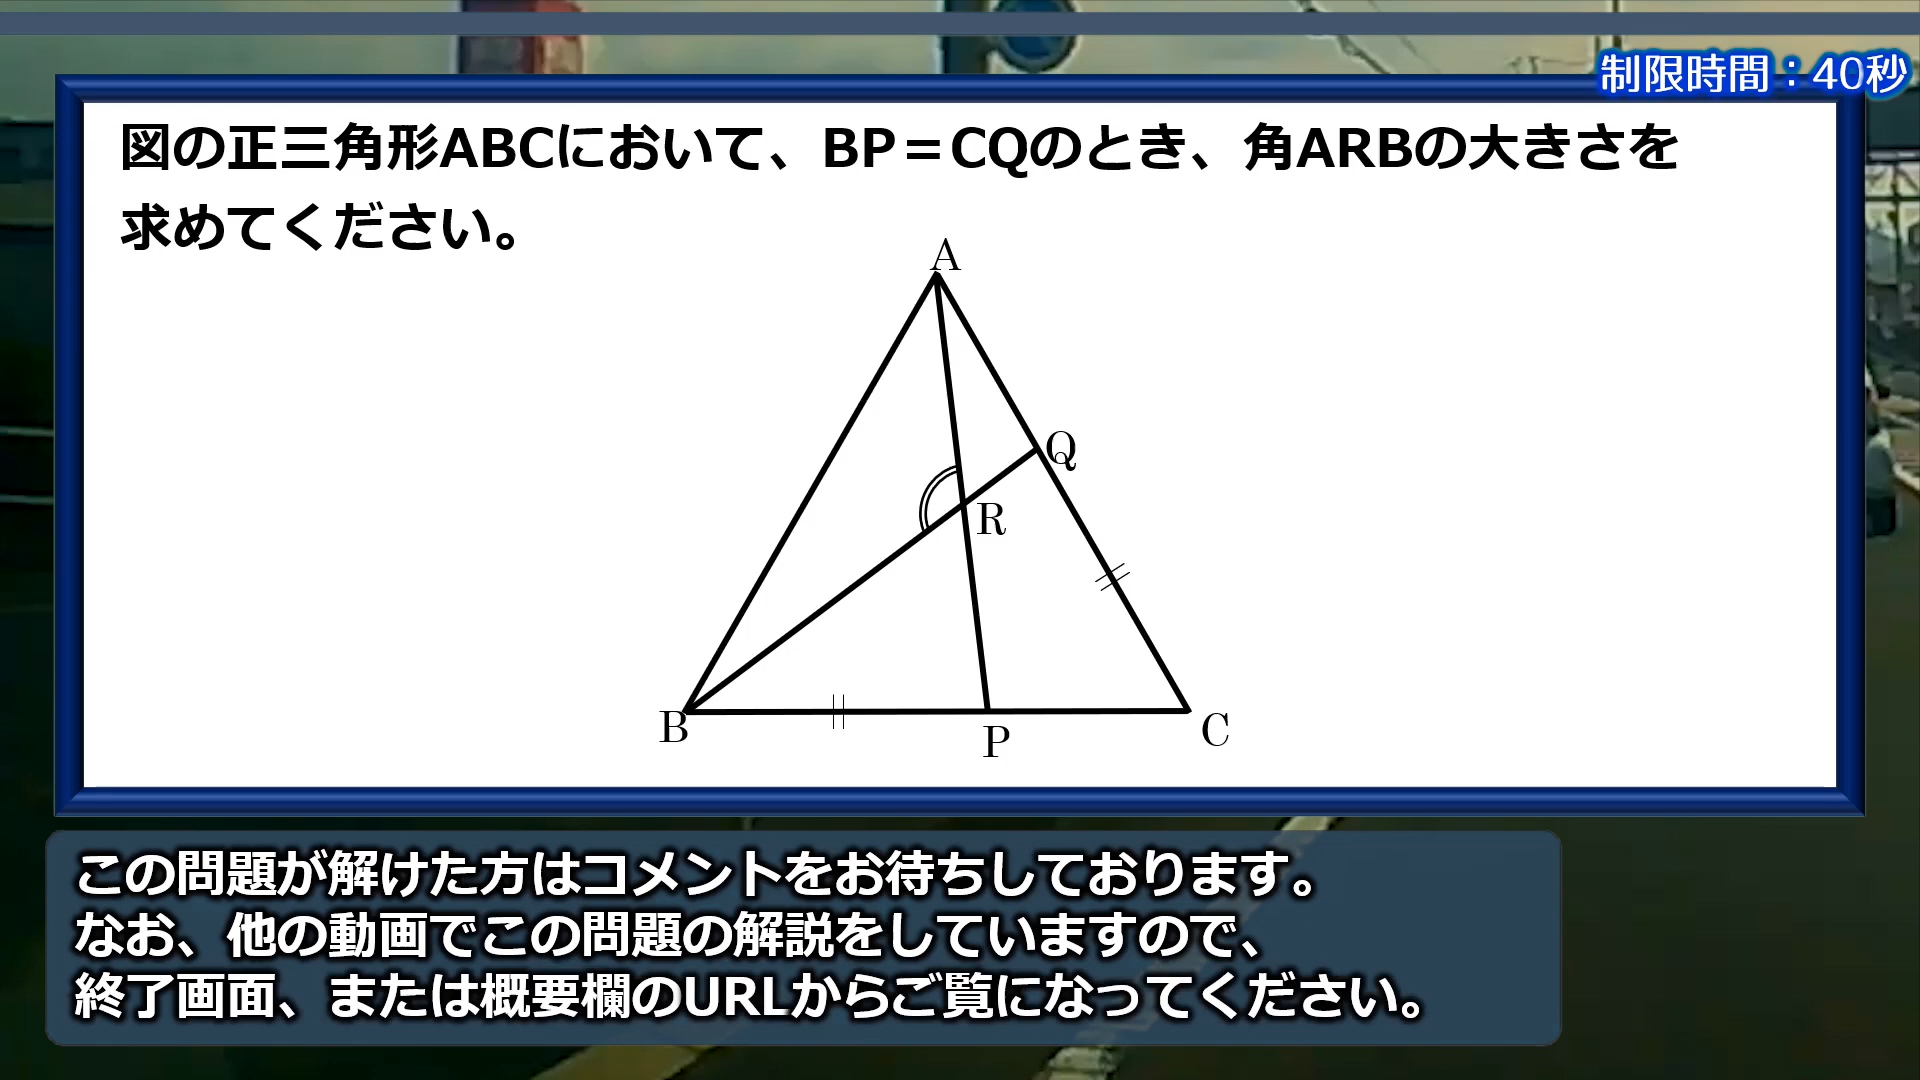 制限時間：40秒
図の正三角形ABCにおいて、BP＝CQのとき、角ARBの大きさを
求めてください。
A
Q
R
B
P
C
この問題が解けた方はコメントをお待ちしております。
なお、他の動画でこの問題の解説をしていますので、
終了画面、または概要欄のURLからご覧になってください。